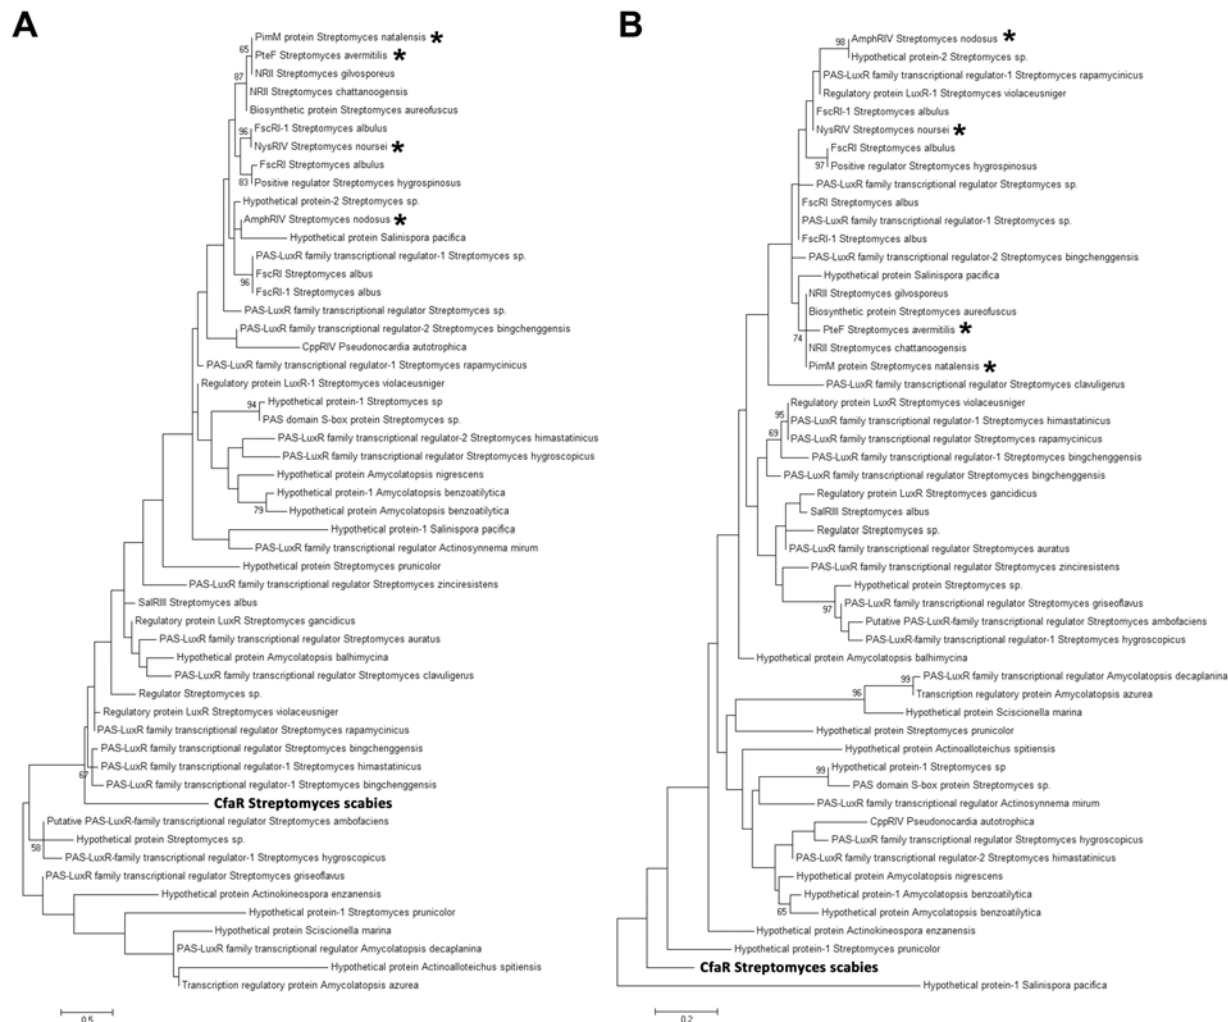 A
PimM protein Streptomyces natalensis *
65
PteF Streptomyces avermitilis *
NRII Streptomyces gilvosporeus
87
NRII Streptomyces chattanoogensis
Biosynthetic protein Streptomyces aureofuscus
FscRI-1 Streptomyces albulus
96
NysRIV Streptomyces noursei *
FscRI Streptomyces albulus
83
Positive regulator Streptomyces hygrospinosus
Hypothetical protein-2 Streptomyces sp.
AmphRIV Streptomyces nodosus *
Hypothetical protein Salinispora pacifica
PAS-LuxR family transcriptional regulator-1 Streptomyces sp.
FscRI Streptomyces albus
96
FscRI-1 Streptomyces albus
PAS-LuxR family transcriptional regulator Streptomyces sp.
PAS-LuxR family transcriptional regulator-2 Streptomyces bingchenggensis
CppRIV Pseudonocardia autotrophica
PAS-LuxR family transcriptional regulator-1 Streptomyces rapamycinicus
Regulatory protein LuxR-1 Streptomyces violaceusniger
94
Hypothetical protein-1 Streptomyces sp
PAS domain S-box protein Streptomyces sp.
PAS-LuxR family transcriptional regulator-2 Streptomyces himastatinicus
PAS-LuxR family transcriptional regulator Streptomyces hygroscopicus
Hypothetical protein Amycolatopsis nigrescens
Hypothetical protein-1 Amycolatopsis benzoatilytica
79
Hypothetical protein Amycolatopsis benzoatilytica
Hypothetical protein-1 Salinispora pacifica
PAS-LuxR family transcriptional regulator Actinosynnema mirum
Hypothetical protein Streptomyces prunicolor
PAS-LuxR family transcriptional regulator Streptomyces zinciresistens
SalRIII Streptomyces albus
Regulatory protein LuxR Streptomyces gancidicus
PAS-LuxR family transcriptional regulator Streptomyces auratus
Hypothetical protein Amycolatopsis balhimycina
PAS-LuxR family transcriptional regulator Streptomyces clavuligerus
Regulator Streptomyces sp.
Regulatory protein LuxR Streptomyces violaceusniger
PAS-LuxR family transcriptional regulator Streptomyces rapamycinicus
PAS-LuxR family transcriptional regulator Streptomyces bingchenggensis
PAS-LuxR family transcriptional regulator-1 Streptomyces himastatinicus
67
PAS-LuxR family transcriptional regulator-1 Streptomyces bingchenggensis
CfaR Streptomyces scabies
Putative PAS-LuxR-family transcriptional regulator Streptomyces ambofaciens
Hypothetical protein Streptomyces sp.
58
PAS-LuxR-family transcriptional regulator-1 Streptomyces hygroscopicus
PAS-LuxR family transcriptional regulator Streptomyces griseoflavus
Hypothetical protein Actinokineospora enzanensis
Hypothetical protein-1 Streptomyces prunicolor
Hypothetical protein Sciscionella marina
PAS-LuxR family transcriptional regulator Amycolatopsis decaplanina
Hypothetical protein Actinoalloteichus spitiensis
Transcription regulatory protein Amycolatopsis azurea
0.5
B
98
AmphRIV Streptomyces nodosus *
Hypothetical protein-2 Streptomyces sp.
PAS-LuxR family transcriptional regulator-1 Streptomyces rapamycinicus
Regulatory protein LuxR-1 Streptomyces violaceusniger
FscRI-1 Streptomyces albulus
NysRIV Streptomyces noursei *
FscRI Streptomyces albulus
97
Positive regulator Streptomyces hygrospinosus
PAS-LuxR family transcriptional regulator Streptomyces sp.
FscRI Streptomyces albus
PAS-LuxR family transcriptional regulator-1 Streptomyces sp.
FscRI-1 Streptomyces albus
PAS-LuxR family transcriptional regulator-2 Streptomyces bingchenggensis
Hypothetical protein Salinispora pacifica
NRII Streptomyces gilvosporeus
Biosynthetic protein Streptomyces aureofuscus
PteF Streptomyces avermitilis *
74
NRII Streptomyces chattanoogensis
PimM protein Streptomyces natalensis *
PAS-LuxR family transcriptional regulator Streptomyces clavuligerus
Regulatory protein LuxR Streptomyces violaceusniger
95
PAS-LuxR family transcriptional regulator-1 Streptomyces himastatinicus
69
PAS-LuxR family transcriptional regulator Streptomyces rapamycinicus
PAS-LuxR family transcriptional regulator-1 Streptomyces bingchenggensis
PAS-LuxR family transcriptional regulator Streptomyces bingchenggensis
Regulatory protein LuxR Streptomyces gancidicus
SalRIII Streptomyces albus
Regulator Streptomyces sp.
PAS-LuxR family transcriptional regulator Streptomyces auratus
PAS-LuxR family transcriptional regulator Streptomyces zinciresistens
Hypothetical protein Streptomyces sp.
97
PAS-LuxR family transcriptional regulator Streptomyces griseoflavus
Putative PAS-LuxR-family transcriptional regulator Streptomyces ambofaciens
PAS-LuxR-family transcriptional regulator-1 Streptomyces hygroscopicus
Hypothetical protein Amycolatopsis balhimycina
99
PAS-LuxR family transcriptional regulator Amycolatopsis decaplanina
96
Transcription regulatory protein Amycolatopsis azurea
Hypothetical protein Sciscionella marina
Hypothetical protein Streptomyces prunicolor
Hypothetical protein Actinoalloteichus spitiensis
99
Hypothetical protein-1 Streptomyces sp
PAS domain S-box protein Streptomyces sp.
PAS-LuxR family transcriptional regulator Actinosynnema mirum
CppRIV Pseudonocardia autotrophica
PAS-LuxR family transcriptional regulator Streptomyces hygroscopicus
PAS-LuxR family transcriptional regulator-2 Streptomyces himastatinicus
Hypothetical protein Amycolatopsis nigrescens
Hypothetical protein-1 Amycolatopsis benzoatilytica
65
Hypothetical protein Amycolatopsis benzoatilytica
Hypothetical protein Actinokineospora enzanensis
Hypothetical protein-1 Streptomyces prunicolor
CfaR Streptomyces scabies
Hypothetical protein-1 Salinispora pacifica
0.2